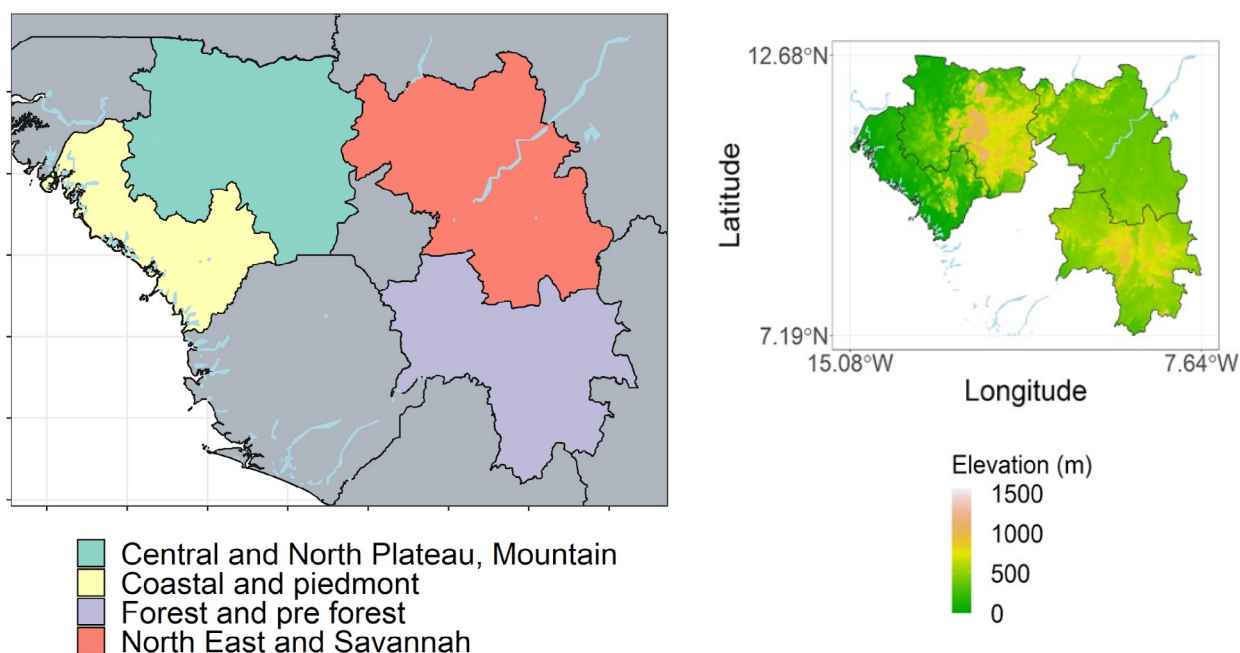 12.68°N
Latitude
7.19°N
15.08°W
7.64°W
Longitude
Elevation (m)
1500
1000
500
0
Central and North Plateau, Mountain
Coastal and piedmont
Forest and pre forest
North East and Savannah